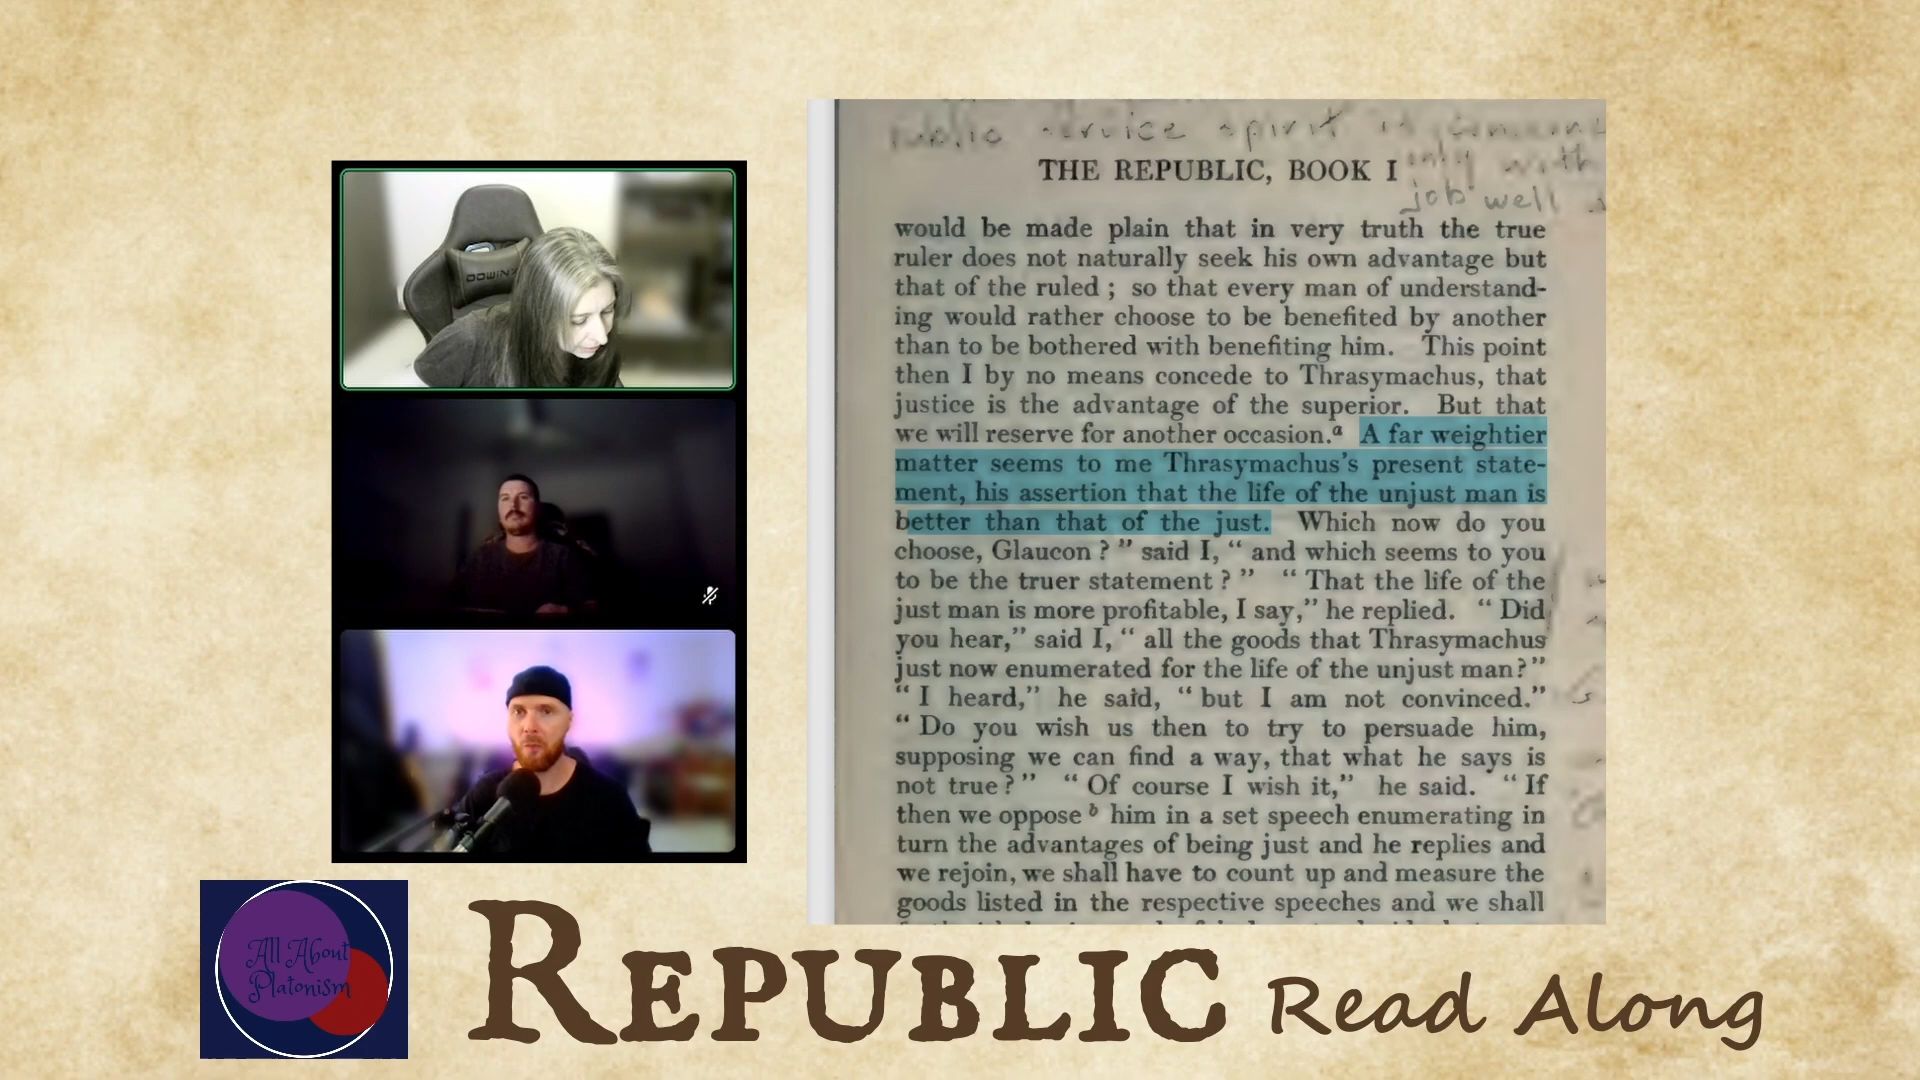 DOWINX
public service spirit is
only with
job well
THE REPUBLIC, BOOK I
would be made plain that in very truth the true
ruler does not naturally seek his own advantage but
that of the ruled ; so that every man of understand-
ing would rather choose to be benefited by another
than to be bothered with benefiting him. This point
then I by no means concede to Thrasymachus, that
justice is the advantage of the superior. But that
we will reserve for another occasion.ᵃ A far weightier
matter seems to me Thrasymachus's present state-
ment, his assertion that the life of the unjust man is
better than that of the just. Which now do you
choose, Glaucon ? ” said I, “ and which seems to you
to be the truer statement ? ” “ That the life of the
just man is more profitable, I say,” he replied. “ Did
you hear,” said I, “ all the goods that Thrasymachus
just now enumerated for the life of the unjust man?”
“ I heard,” he said, “ but I am not convinced.”
“ Do you wish us then to try to persuade him,
supposing we can find a way, that what he says is
not true ? ” “ Of course I wish it,” he said. “ If
then we oppose ᵇ him in a set speech enumerating in
turn the advantages of being just and he replies and
we rejoin, we shall have to count up and measure the
goods listed in the respective speeches and we shall
All About
Platonism
REPUBLIC Read Along